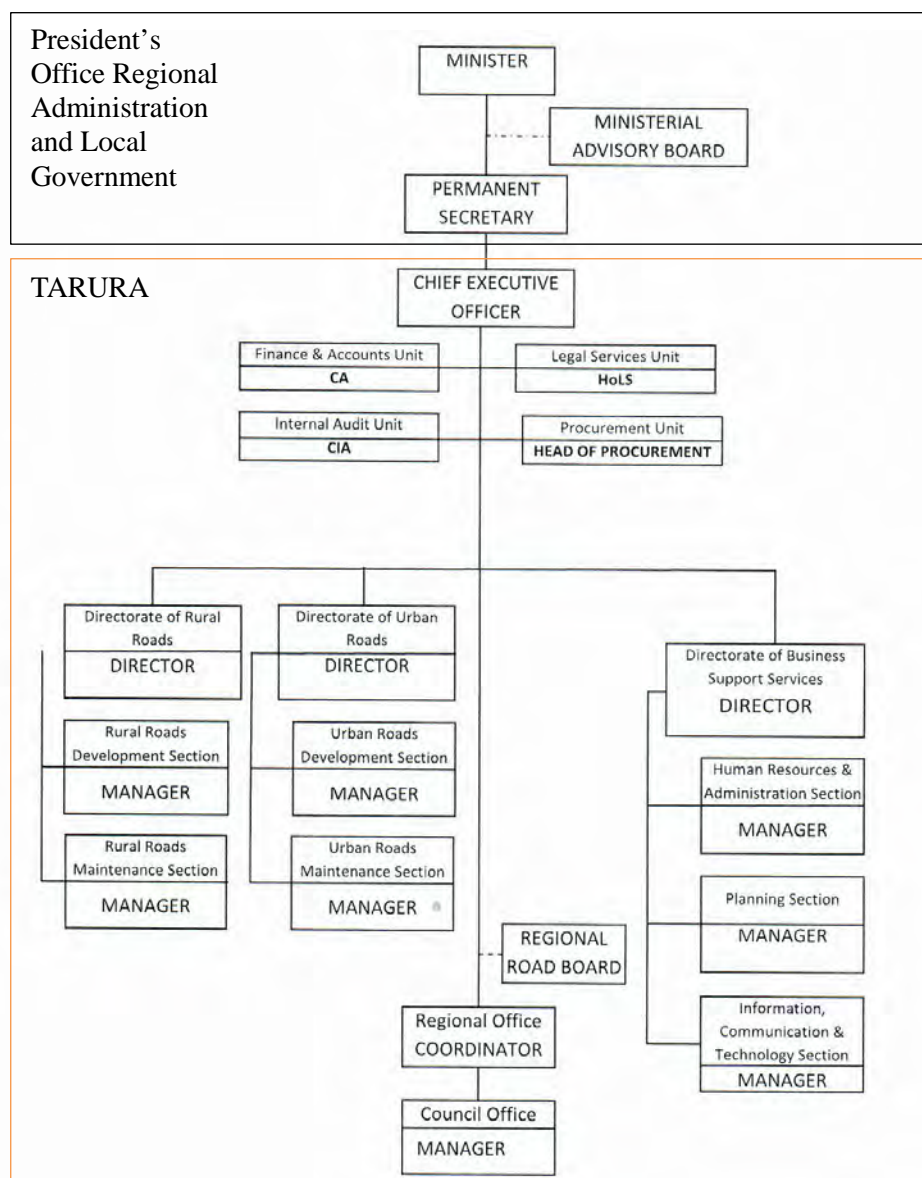 President’s
Office Regional
Administration
and Local
Government
MINISTER
MINISTERIAL
ADVISORY BOARD
PERMANENT
SECRETARY
TARURA
CHIEF EXECUTIVE
OFFICER
Finance & Accounts Unit
CA
Legal Services Unit
HoLS
Internal Audit Unit
CIA
Procurement Unit
HEAD OF PROCUREMENT
Directorate of Rural
Roads
DIRECTOR
Rural Roads
Development Section
MANAGER
Rural Roads
Maintenance Section
MANAGER
Directorate of Urban
Roads
DIRECTOR
Urban Roads
Development Section
MANAGER
Urban Roads
Maintenance Section
MANAGER
Directorate of Business
Support Services
DIRECTOR
Human Resources &
Administration Section
MANAGER
Planning Section
MANAGER
Information,
Communication &
Technology Section
MANAGER
REGIONAL
ROAD BOARD
Regional Office
COORDINATOR
Council Office
MANAGER